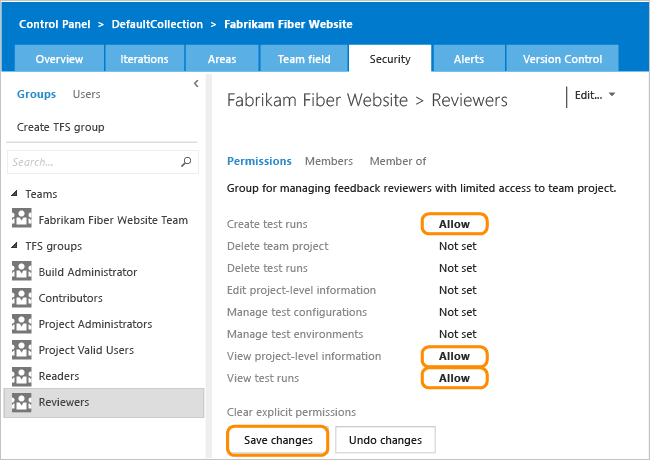 Control Panel > DefaultCollection > Fabrikam Fiber Website
Overview Iterations Areas Team field Security Alerts Version Control
Groups Users
Create TFS group
Search...
Teams
Fabrikam Fiber Website Team
TFS groups
Build Administrator
Contributors
Project Administrators
Project Valid Users
Readers
Reviewers
Fabrikam Fiber Website > Reviewers
Edit...
Permissions Members Member of
Group for managing feedback reviewers with limited access to team project.
Create test runs Allow
Delete team project Not set
Delete test runs Not set
Edit project-level information Not set
Manage test configurations Not set
Manage test environments Not set
View project-level information Allow
View test runs Allow
Clear explicit permissions
Save changes Undo changes